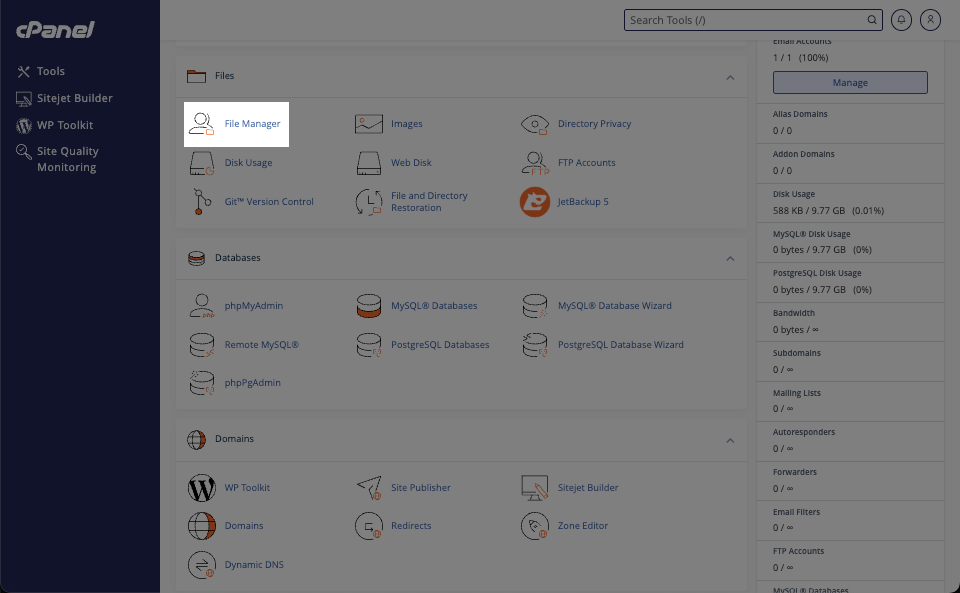 cPanel
Search Tools (/)
Tools
Sitejet Builder
WP Toolkit
Site Quality
Monitoring
Files
File Manager
Images
Directory Privacy
Disk Usage
Web Disk
FTP Accounts
Git™ Version Control
File and Directory
Restoration
JetBackup 5
Databases
phpMyAdmin
MySQL® Databases
MySQL® Database Wizard
Remote MySQL®
PostgreSQL Databases
PostgreSQL Database Wizard
phpPgAdmin
Domains
WP Toolkit
Site Publisher
Sitejet Builder
Domains
Redirects
Zone Editor
Dynamic DNS
Email Accounts
1 / 1 (100%)
Manage
Alias Domains
0 / 0
Addon Domains
0 / 0
Disk Usage
588 KB / 9.77 GB (0.01%)
MySQL® Disk Usage
0 bytes / 9.77 GB (0%)
PostgreSQL Disk Usage
0 bytes / 9.77 GB (0%)
Bandwidth
0 bytes / ∞
Subdomains
0 / ∞
Mailing Lists
0 / ∞
Autoresponders
0 / ∞
Forwarders
0 / ∞
Email Filters
0 / ∞
FTP Accounts
0 / ∞
MySQL® Databases